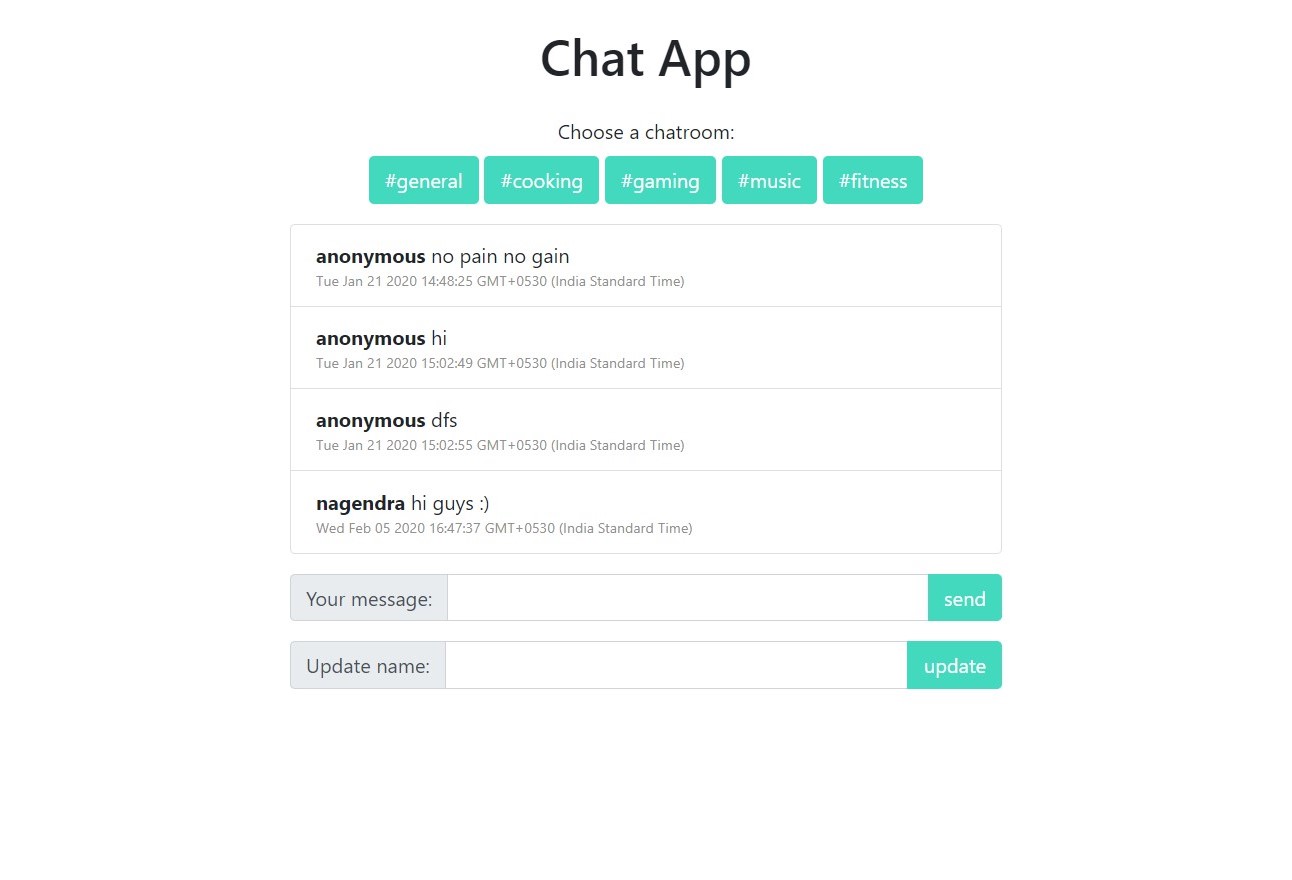 Chat App
Choose a chatroom:
#general #cooking #gaming #music #fitness
anonymous no pain no gain
Tue Jan 21 2020 14:48:25 GMT+0530 (India Standard Time)
anonymous hi
Tue Jan 21 2020 15:02:49 GMT+0530 (India Standard Time)
anonymous dfs
Tue Jan 21 2020 15:02:55 GMT+0530 (India Standard Time)
nagendra hi guys :)
Wed Feb 05 2020 16:47:37 GMT+0530 (India Standard Time)
Your message: send
Update name: update